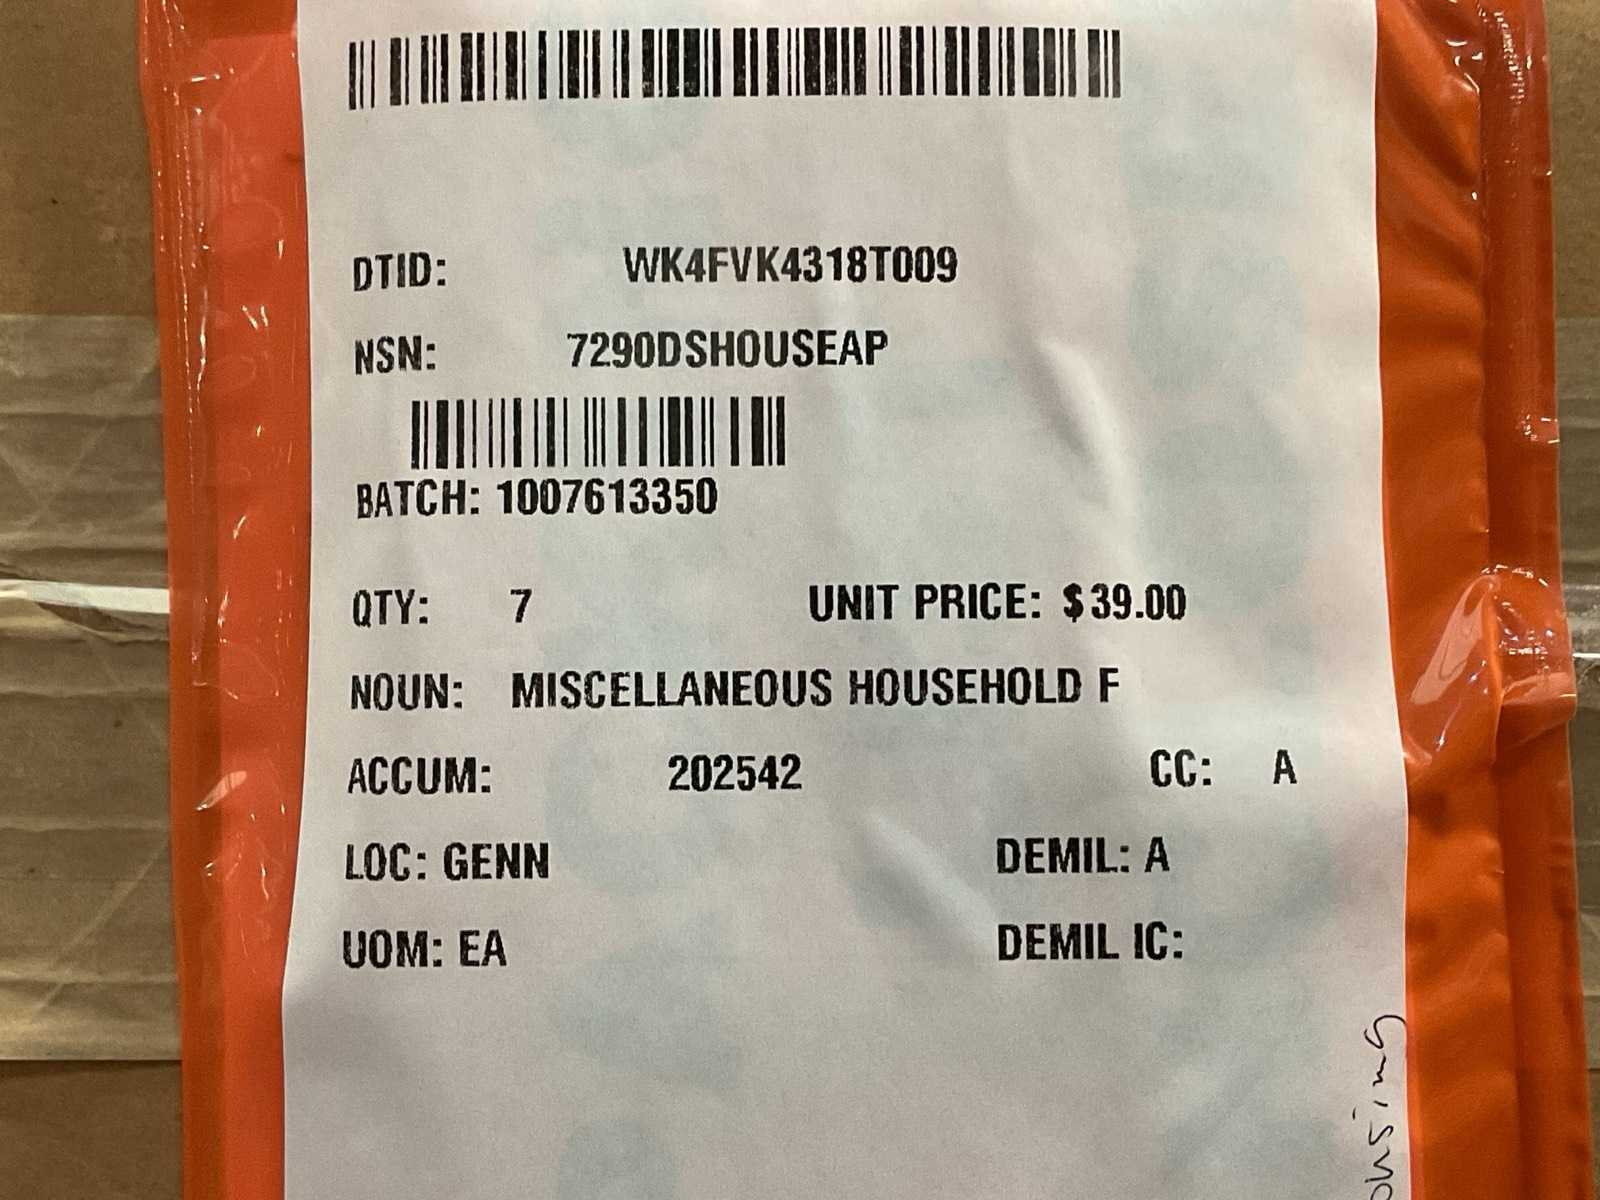 DTID: WK4FVK4318T009
NSN: 7290DSHOUSEAP
BATCH: 1007613350
QTY: 7 UNIT PRICE: $39.00
NOUN: MISCELLANEOUS HOUSEHOLD F
ACCUM: 202542 CC: A
LOC: GENN DEMIL: A
UOM: EA DEMIL IC: